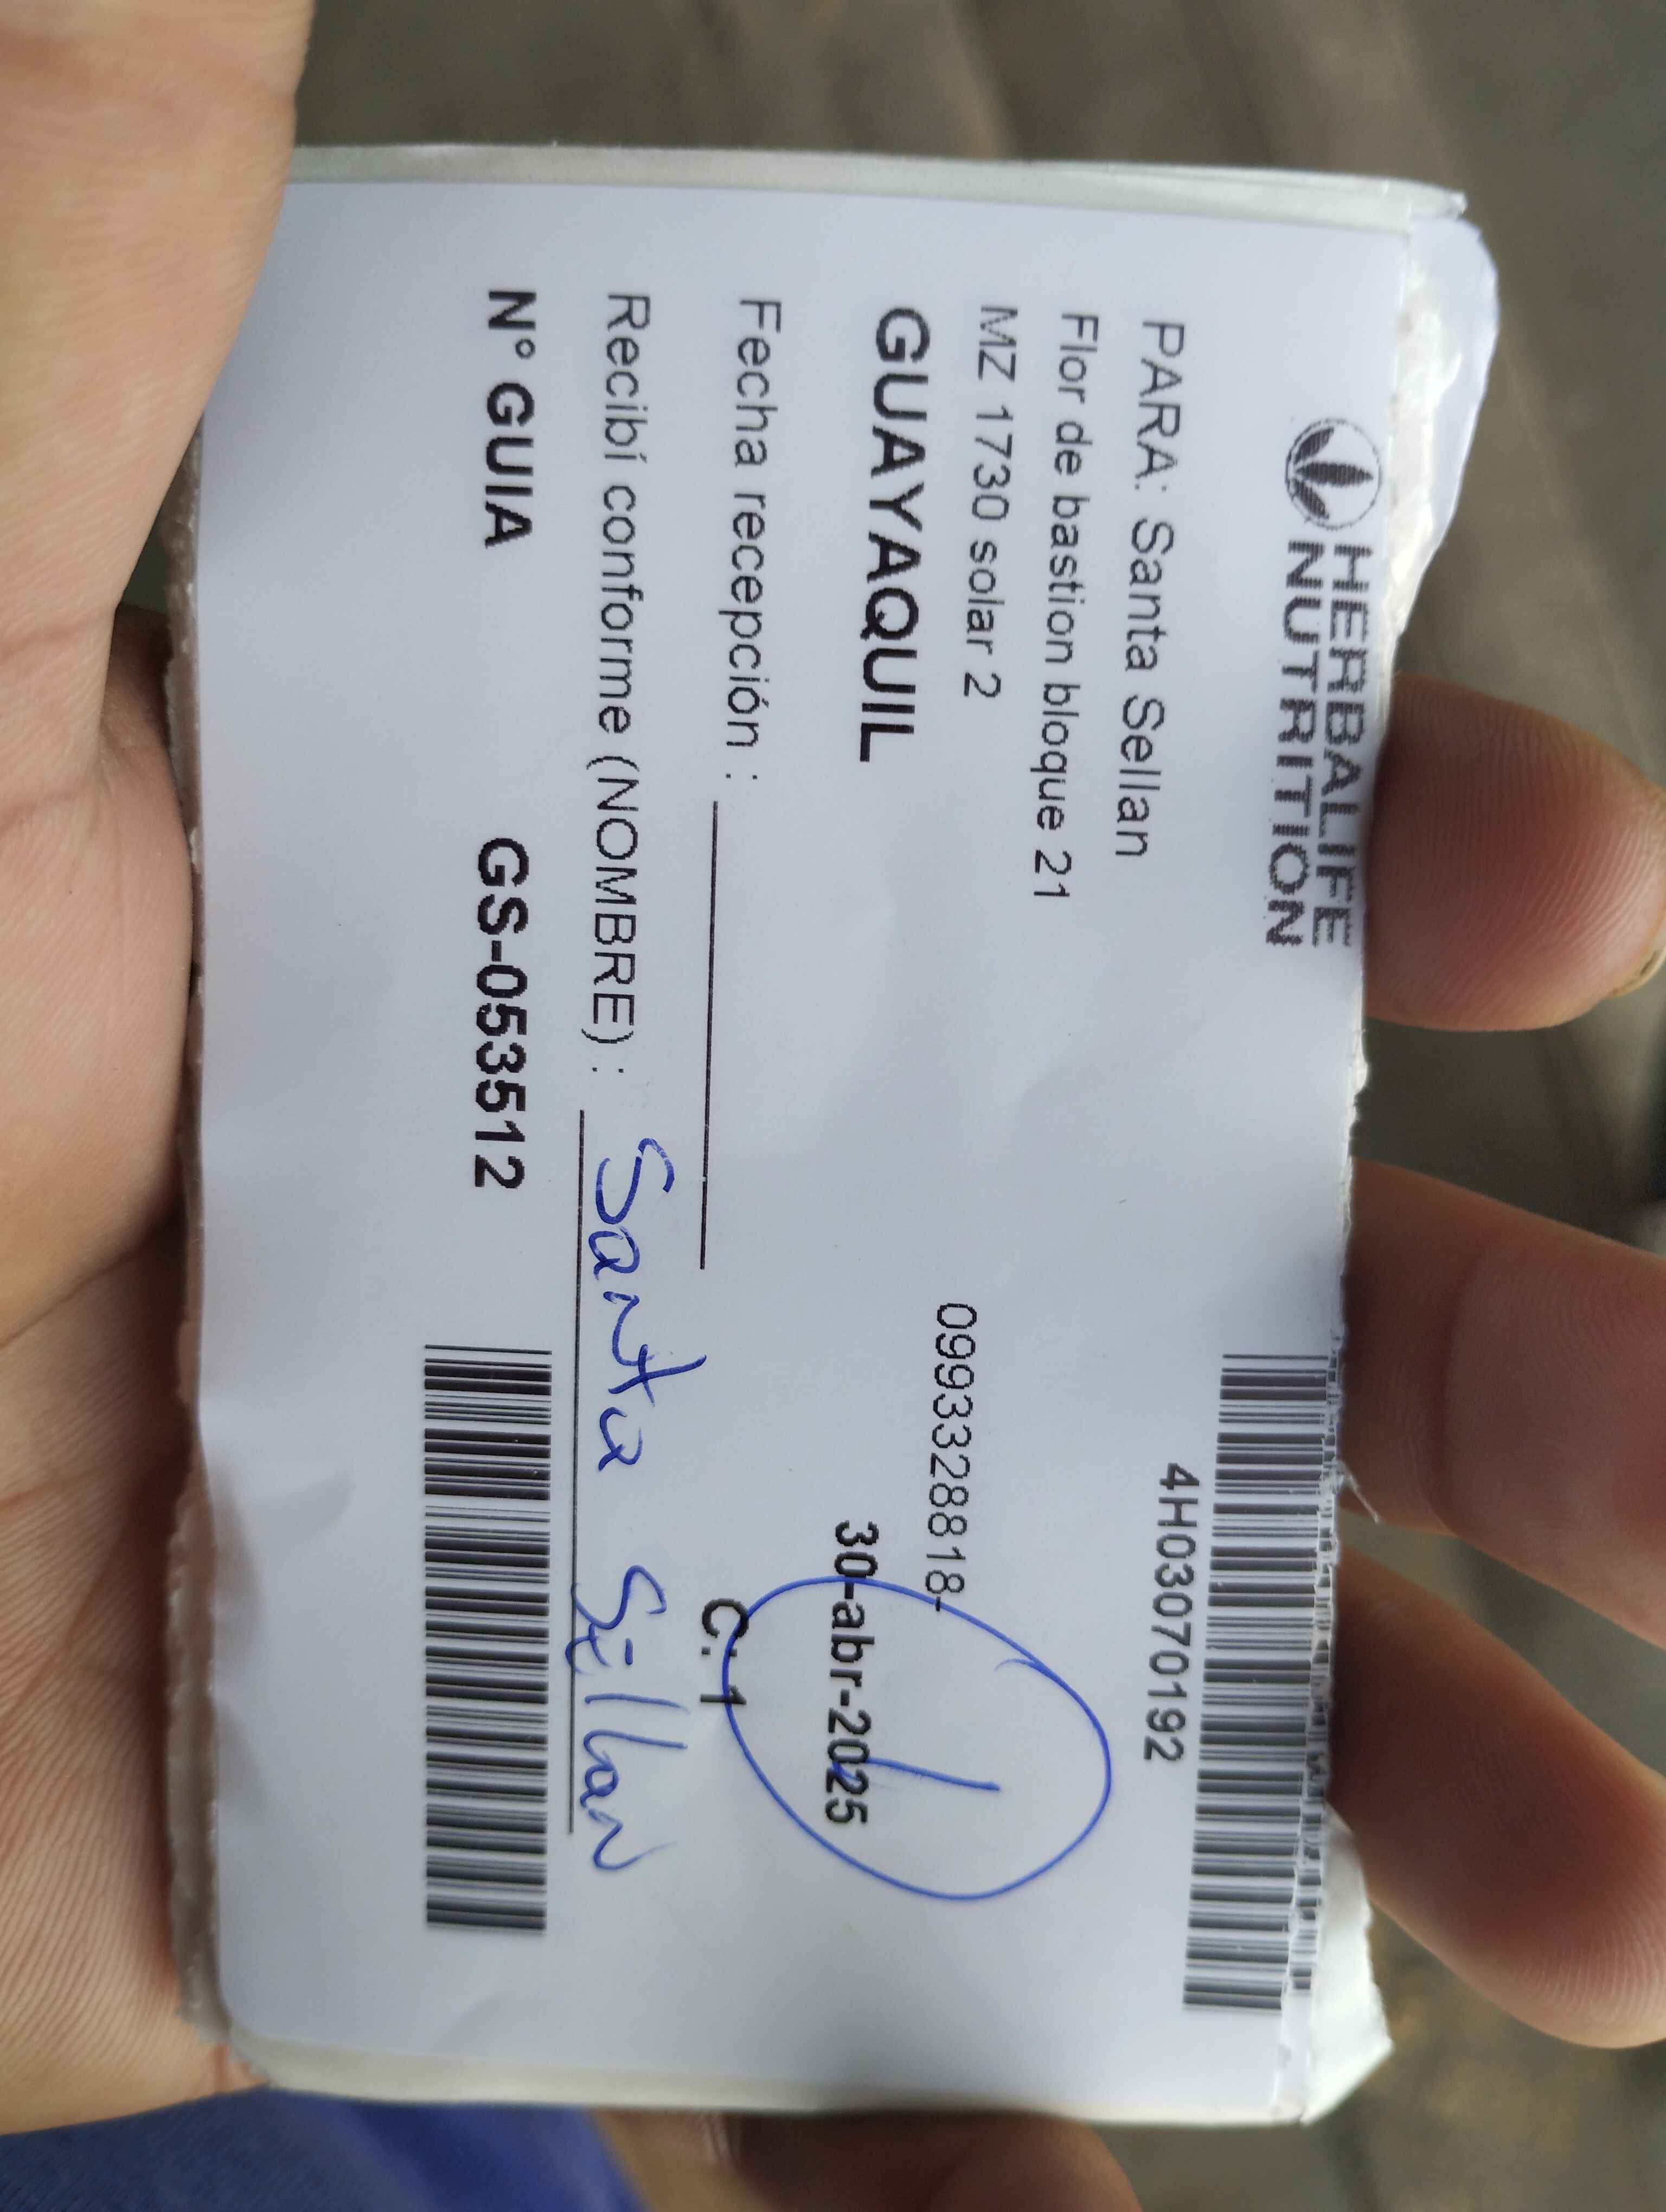 HERBALIFE
NUTRITION
4H03070192
PARA: Santa Sellan
Flor de bastion bloque 21
MZ 1730 solar 2
0993328818-
GUAYAQUIL
30-abr-2025
Fecha recepción :
C: 1
Recibí conforme (NOMBRE) : Santa Sellan
N° GUIA GS-053512